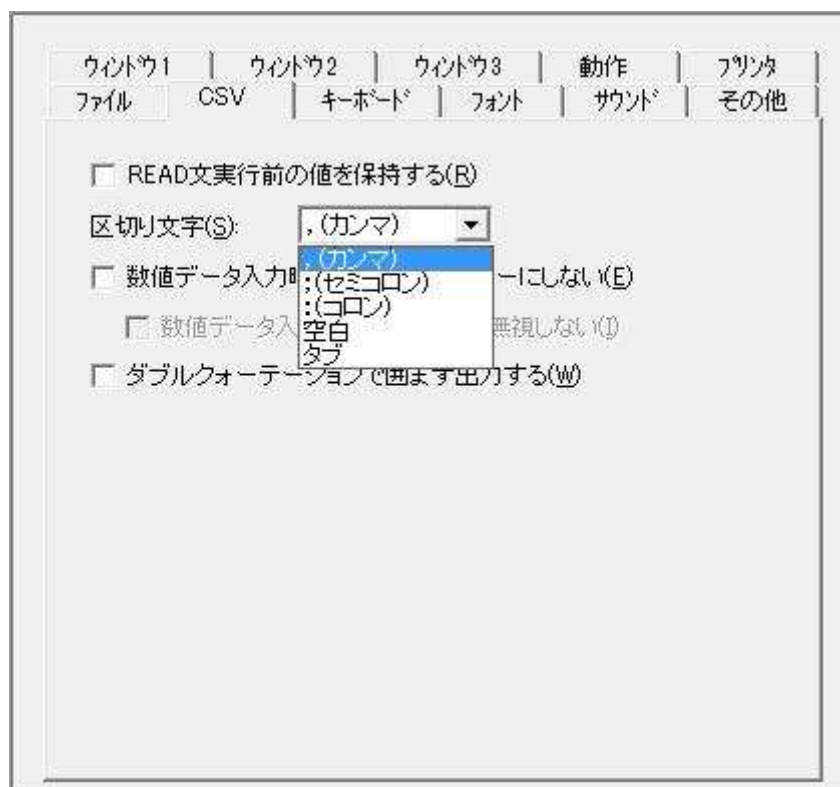 ウィンドウ1 ウィンドウ2 ウィンドウ3 動作 プリンタ
ファイル CSV キーボード フォント サウンド その他
READ文実行前の値を保持する(R)
区切り文字(S): ,(カンマ)
,(カンマ)
数値データ入力時 ーにしない(E)
;(セミコロン)
:(コロン)
数値データ入 無視しない(I)
空白
タブ
ダブルクォーテーションで囲まず出力する(W)